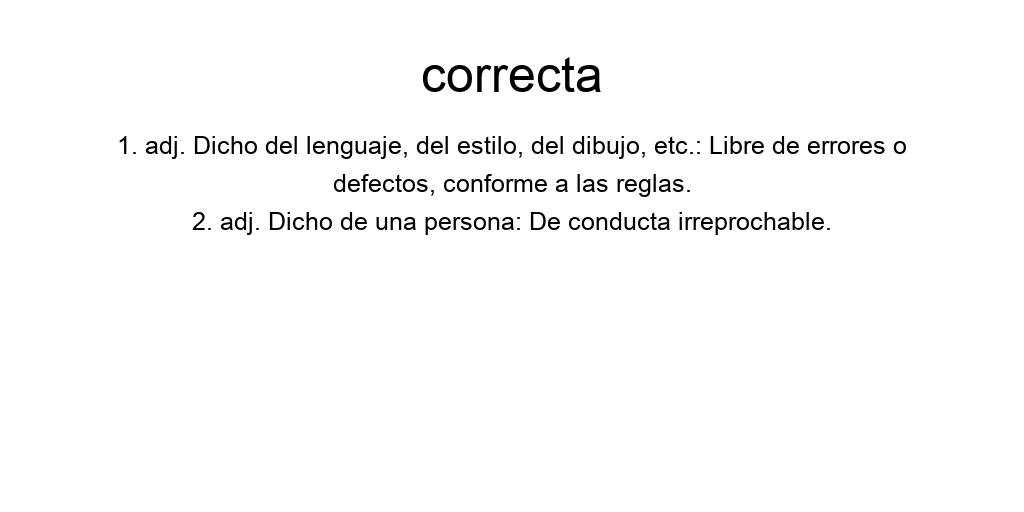 correcta
1. adj. Dicho del lenguaje, del estilo, del dibujo, etc.: Libre de errores o
defectos, conforme a las reglas.
2. adj. Dicho de una persona: De conducta irreprochable.